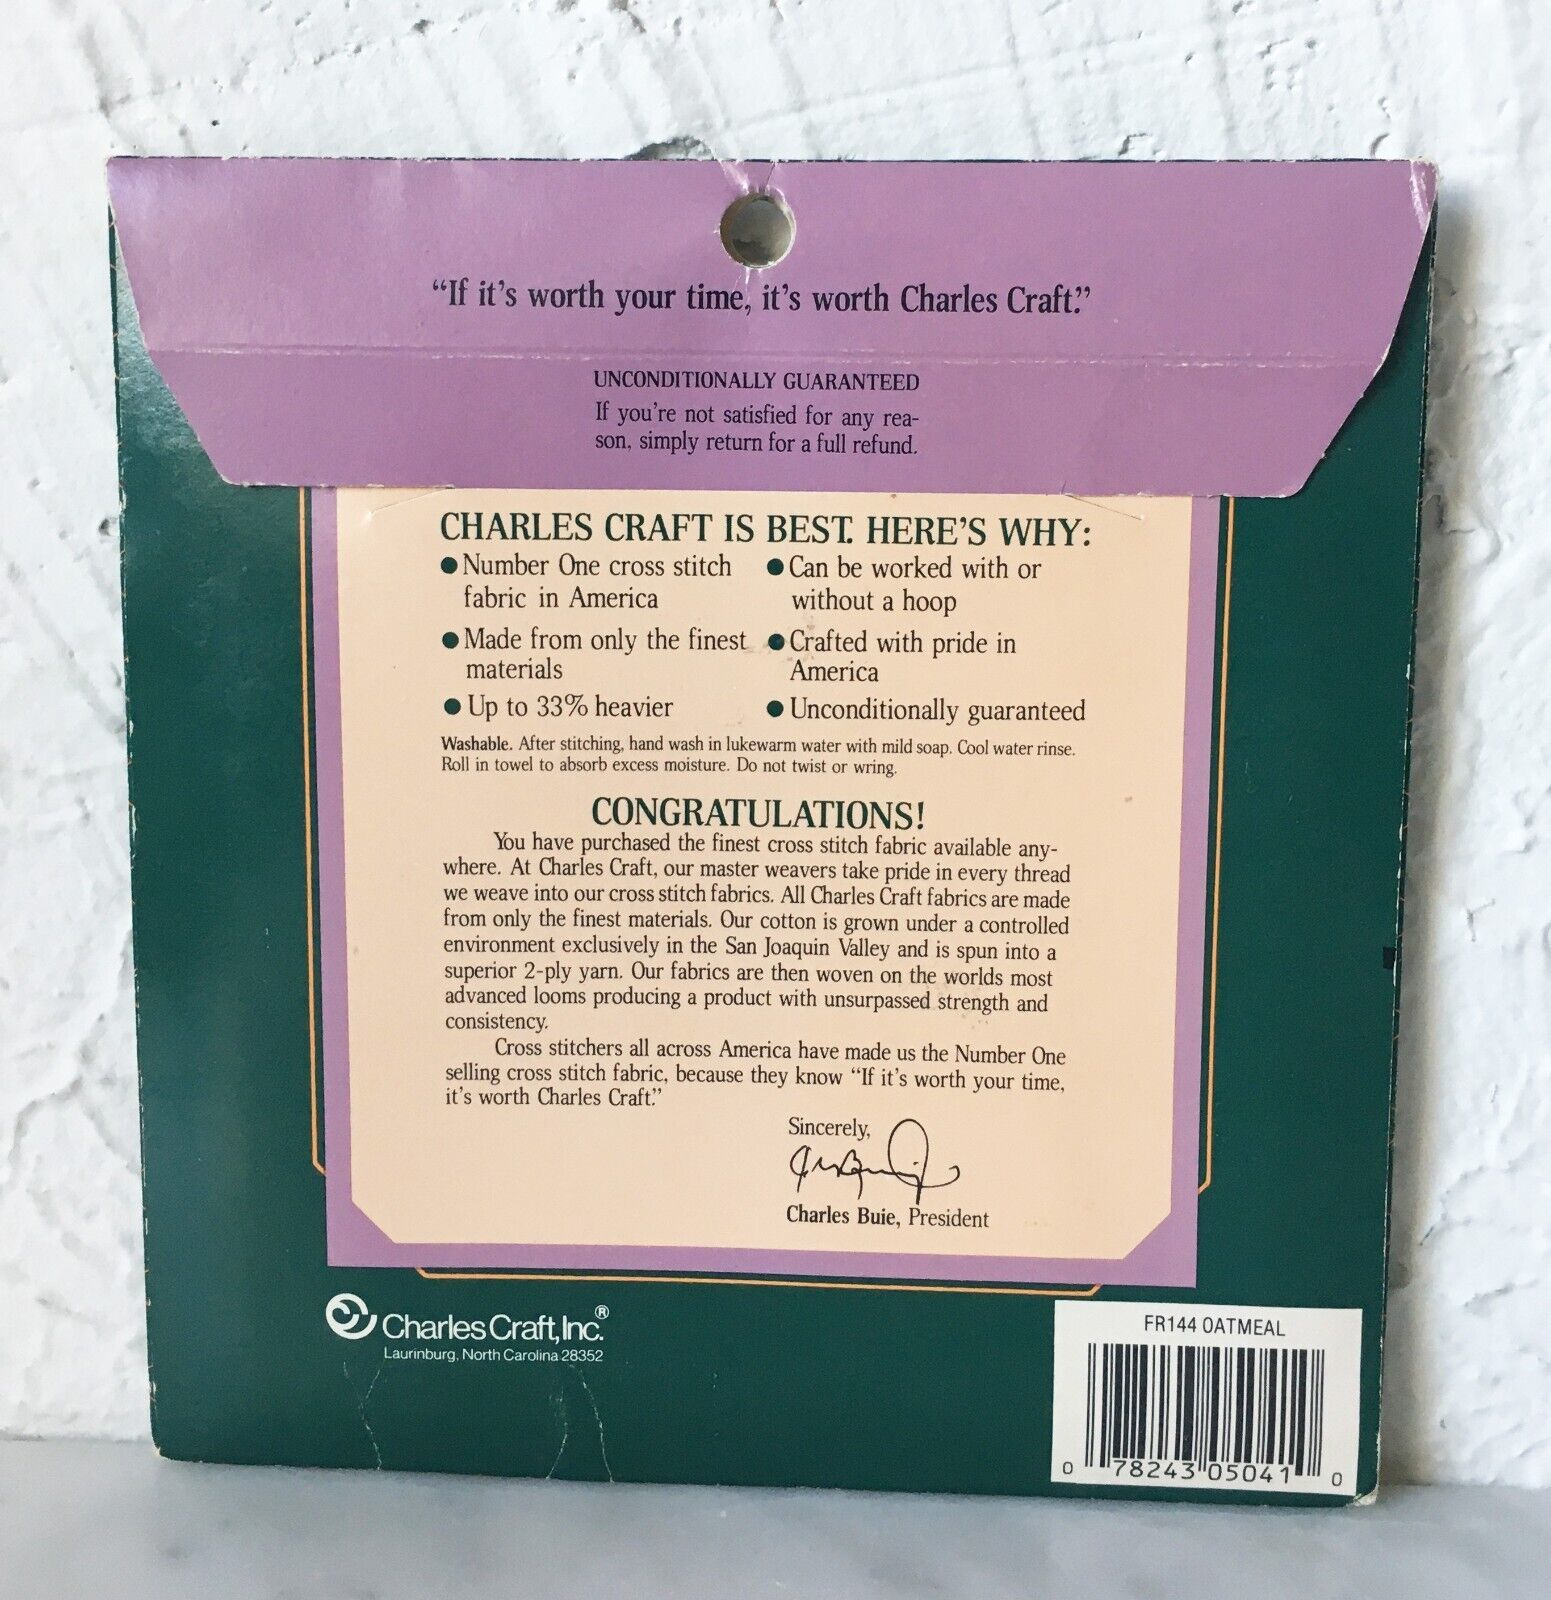 “If it's worth your time, it's worth Charles Craft.”
UNCONDITIONALLY GUARANTEED
If you're not satisfied for any rea-
son, simply return for a full refund.
CHARLES CRAFT IS BEST. HERE'S WHY:
● Number One cross stitch
fabric in America
● Made from only the finest
materials
● Up to 33% heavier
● Can be worked with or
without a hoop
● Crafted with pride in
America
● Unconditionally guaranteed
Washable. After stitching, hand wash in lukewarm water with mild soap. Cool water rinse.
Roll in towel to absorb excess moisture. Do not twist or wring.
CONGRATULATIONS!
You have purchased the finest cross stitch fabric available any-
where. At Charles Craft, our master weavers take pride in every thread
we weave into our cross stitch fabrics. All Charles Craft fabrics are made
from only the finest materials. Our cotton is grown under a controlled
environment exclusively in the San Joaquin Valley and is spun into a
superior 2-ply yarn. Our fabrics are then woven on the worlds most
advanced looms producing a product with unsurpassed strength and
consistency.
Cross stitchers all across America have made us the Number One
selling cross stitch fabric, because they know “If it's worth your time,
it's worth Charles Craft.”
Sincerely,
Charles Buie, President
Charles Craft, Inc.®
Laurinburg, North Carolina 28352
FR144 OATMEAL
0 78243 05041 0